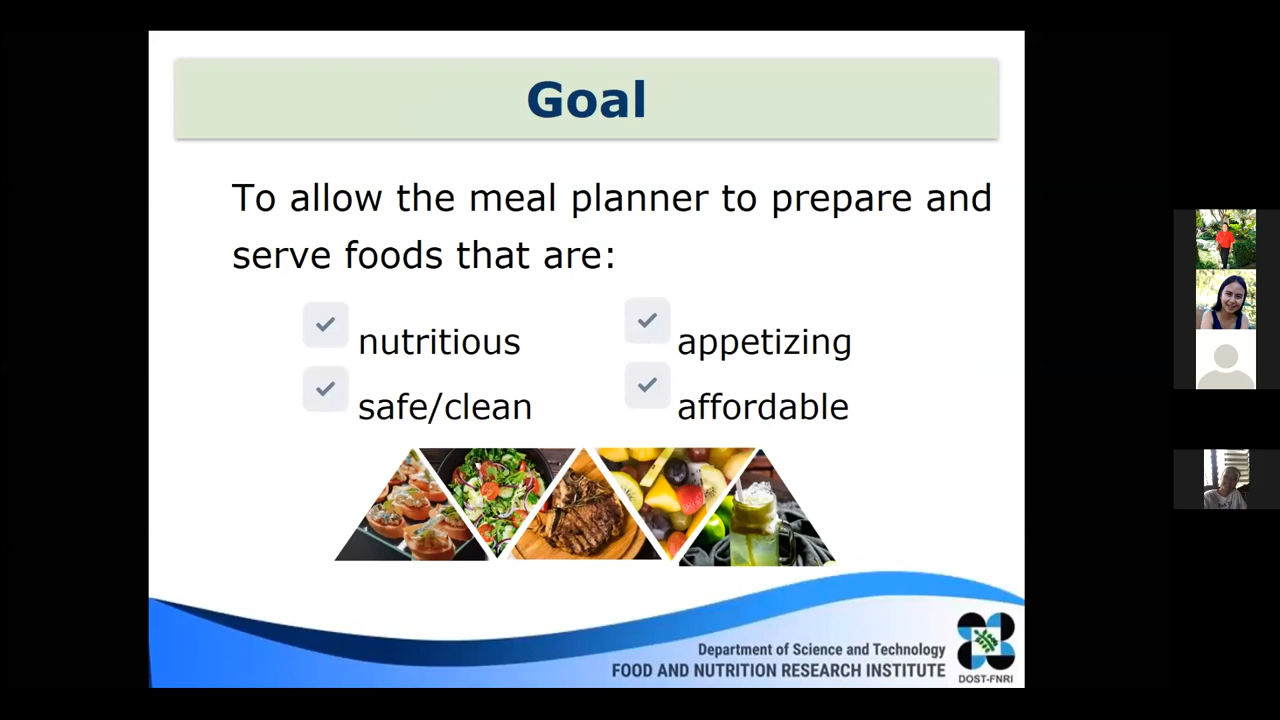 Goal
To allow the meal planner to prepare and
serve foods that are:
nutritious
appetizing
safe/clean
affordable
Department of Science and Technology
FOOD AND NUTRITION RESEARCH INSTITUTE
DOST-FNRI